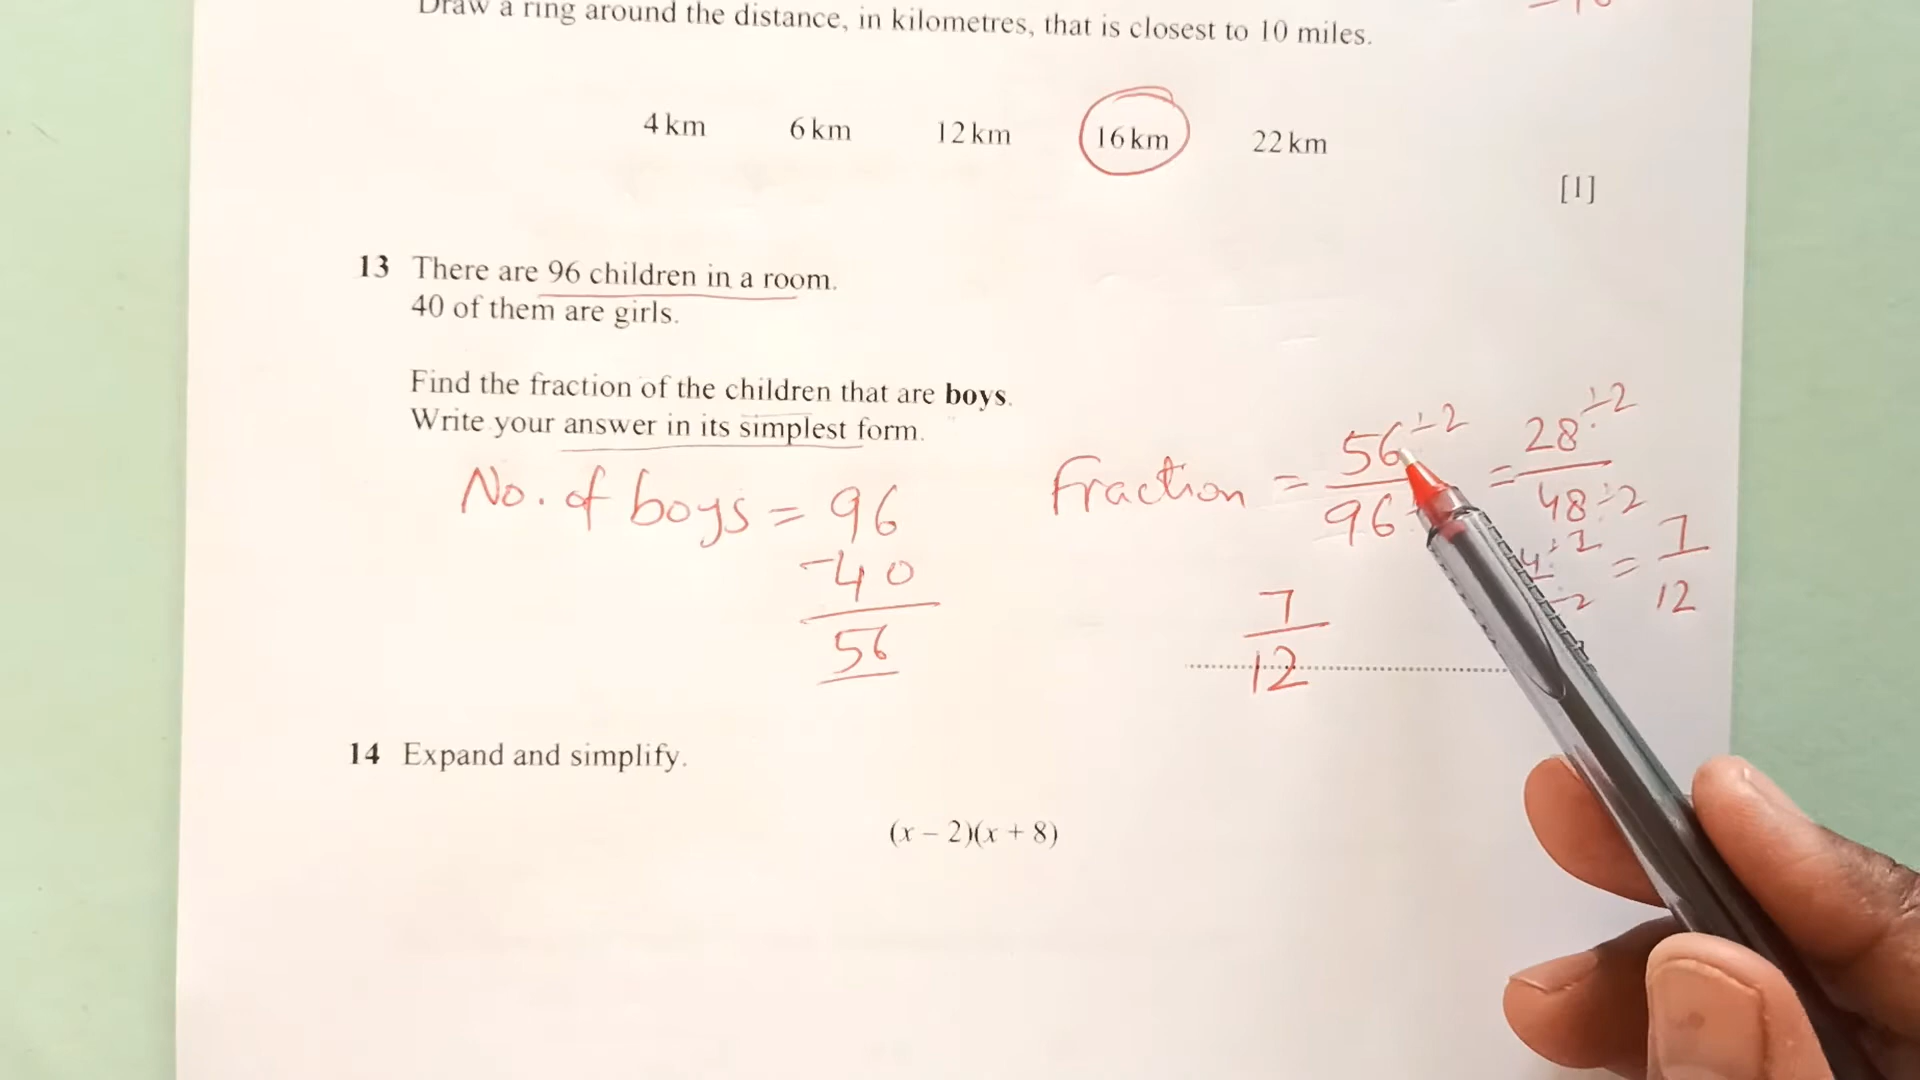 Draw a ring around the distance, in kilometres, that is closest to 10 miles.
4 km 6 km 12 km 16 km 22 km
[1]
13 There are 96 children in a room.
40 of them are girls.
Find the fraction of the children that are boys.
Write your answer in its simplest form.
No. of boys = 96
-40
56
Fraction = 56÷2 / 96 = 28÷2 / 48÷2
= 7/12
7/12
14 Expand and simplify.
(x – 2)(x + 8)